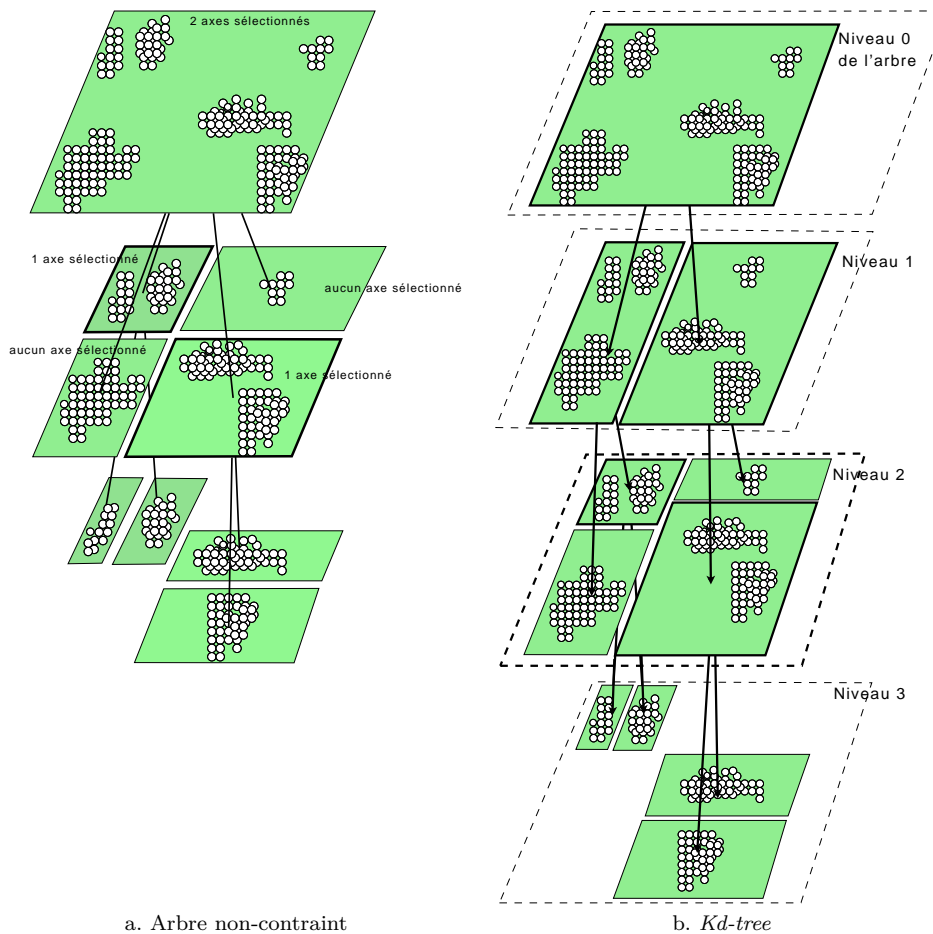 2 axes sélectionnés
1 axe sélectionné
aucun axe sélectionné
aucun axe sélectionné
1 axe sélectionné
Niveau 0
de l'arbre
Niveau 1
Niveau 2
Niveau 3
a. Arbre non-contraint
b. Kd-tree